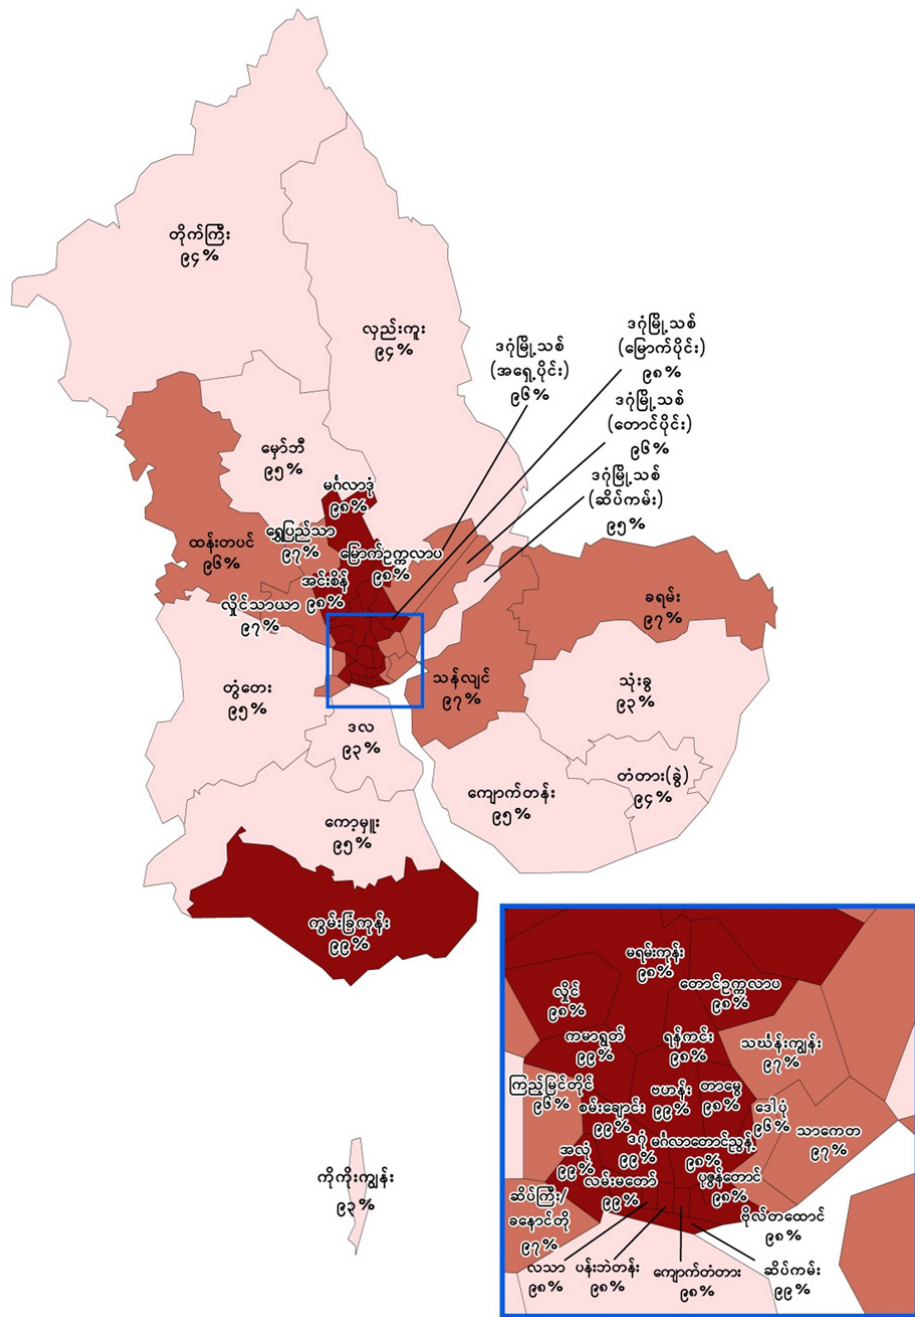 တိုက်ကြီး
၉၄%
လှည်းကူး
၉၄%
ဒဂုံမြို့သစ်
(မြောက်ပိုင်း)
၉၈%
ဒဂုံမြို့သစ်
(အရှေ့ပိုင်း)
၉၆%
ဒဂုံမြို့သစ်
(တောင်ပိုင်း)
၉၆%
ဒဂုံမြို့သစ်
(ဆိပ်ကမ်း)
၉၅%
မှော်ဘီ
၉၅%
မင်္ဂလာဒုံ
၉၈%
ရွှေပြည်သာ
၉၇%
ထန်းတပင်
၉၆%
မြောက်ဥက္ကလာပ
၉၈%
အင်းစိန်
၉၈%
လှိုင်သာယာ
၉၇%
ခရမ်း
၉၇%
တွံတေး
၉၅%
သန်လျင်
၉၇%
သုံးခွ
၉၃%
ဒလ
၉၃%
တံတား(ခွဲ)
၉၄%
ကျောက်တန်း
၉၅%
ကော့မှူး
၉၅%
ကွမ်းခြံကုန်း
၉၉%
ကိုကိုးကျွန်း
၉၃%
မရမ်းကုန်း
၉၈%
တောင်ဥက္ကလာပ
၉၈%
လှိုင်
၉၈%
ကမာရွတ်
၉၉%
ရန်ကင်း
၉၈%
သင်္ဃန်းကျွန်း
၉၇%
ကြည့်မြင်တိုင်
၉၆%
စမ်းချောင်း
၉၉%
ဗဟန်း
၉၉%
တာမွေ
၉၈%
ဒေါပုံ
၉၆%
သာကေတ
၉၇%
အလုံ
၉၉%
ဒဂုံ
၉၉%
မင်္ဂလာတောင်ညွန့်
၉၈%
လမ်းမတော်
၉၉%
ပုဇွန်တောင်
၉၈%
ဆိပ်ကြီး/
ခနောင်တို
၉၇%
ဗိုလ်တထောင်
၉၈%
လသာ
၉၈%
ပန်းဘဲတန်း
၉၈%
ကျောက်တံတား
၉၈%
ဆိပ်ကမ်း
၉၉%